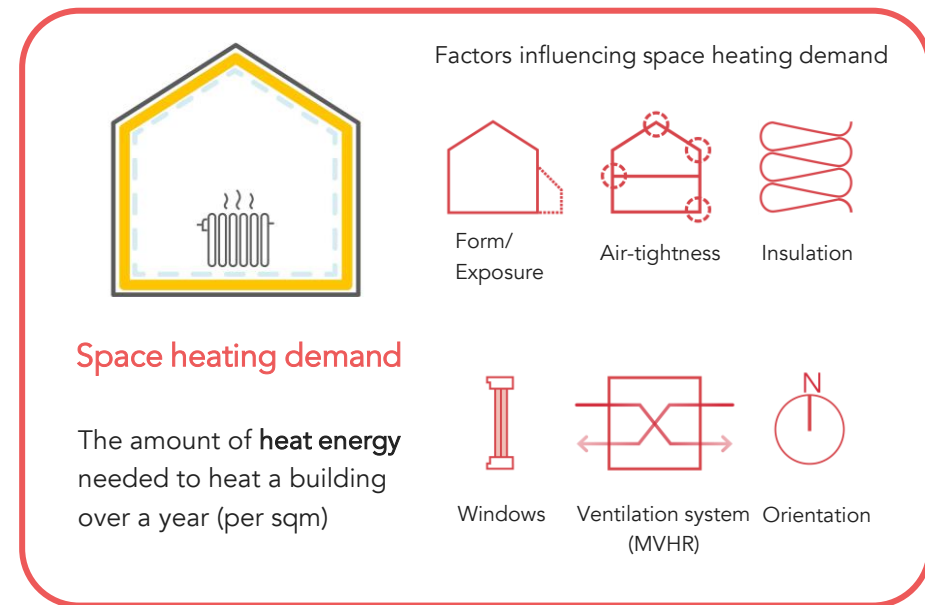 Factors influencing space heating demand
Form/
Exposure
Air-tightness
Insulation
Space heating demand
The amount of heat energy
needed to heat a building
over a year (per sqm)
N
Windows
Ventilation system
(MVHR)
Orientation